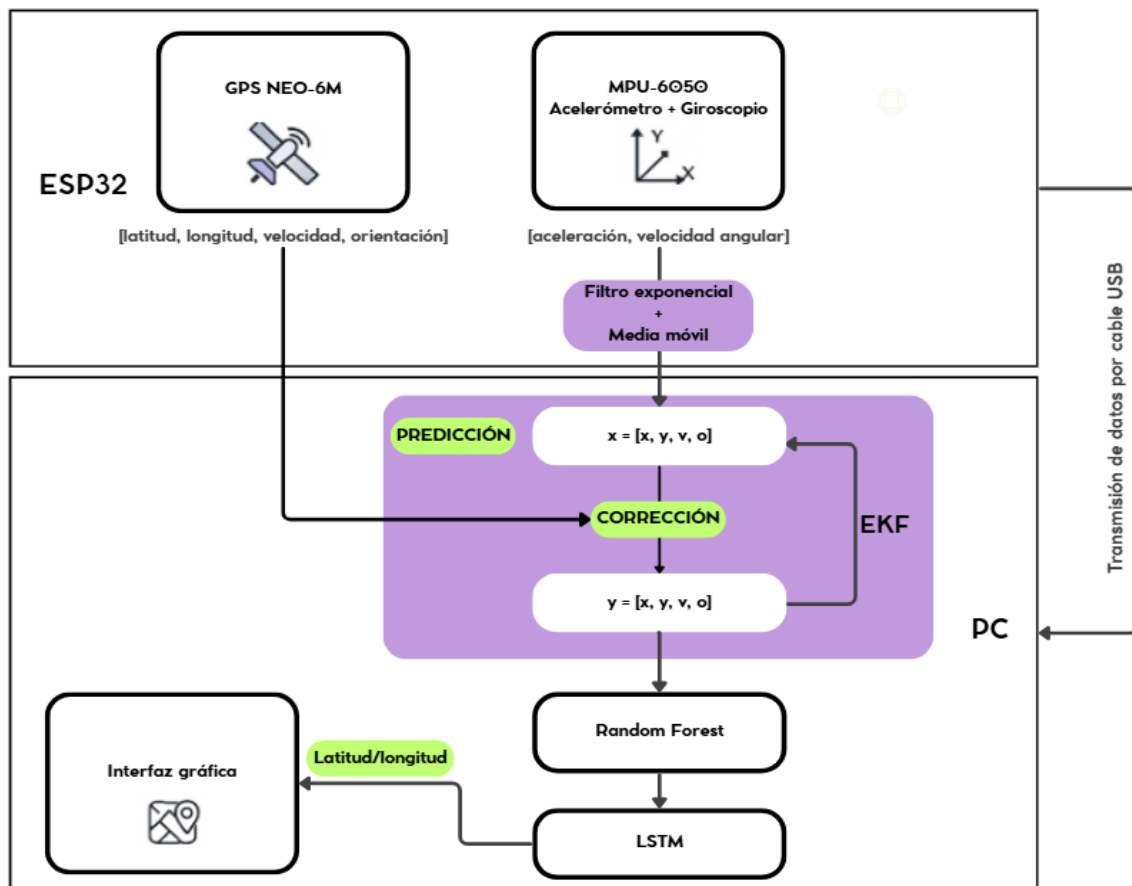 GPS NEO-6M
MPU-6050
Acelerómetro + Giroscopio
Y
X
ESP32
[latitud, longitud, velocidad, orientación]
[aceleración, velocidad angular]
Filtro exponencial
+
Media móvil
Transmisión de datos por cable USB
PREDICCIÓN
x = [x, y, v, o]
CORRECCIÓN
EKF
y = [x, y, v, o]
PC
Random Forest
Latitud/longitud
Interfaz gráfica
LSTM